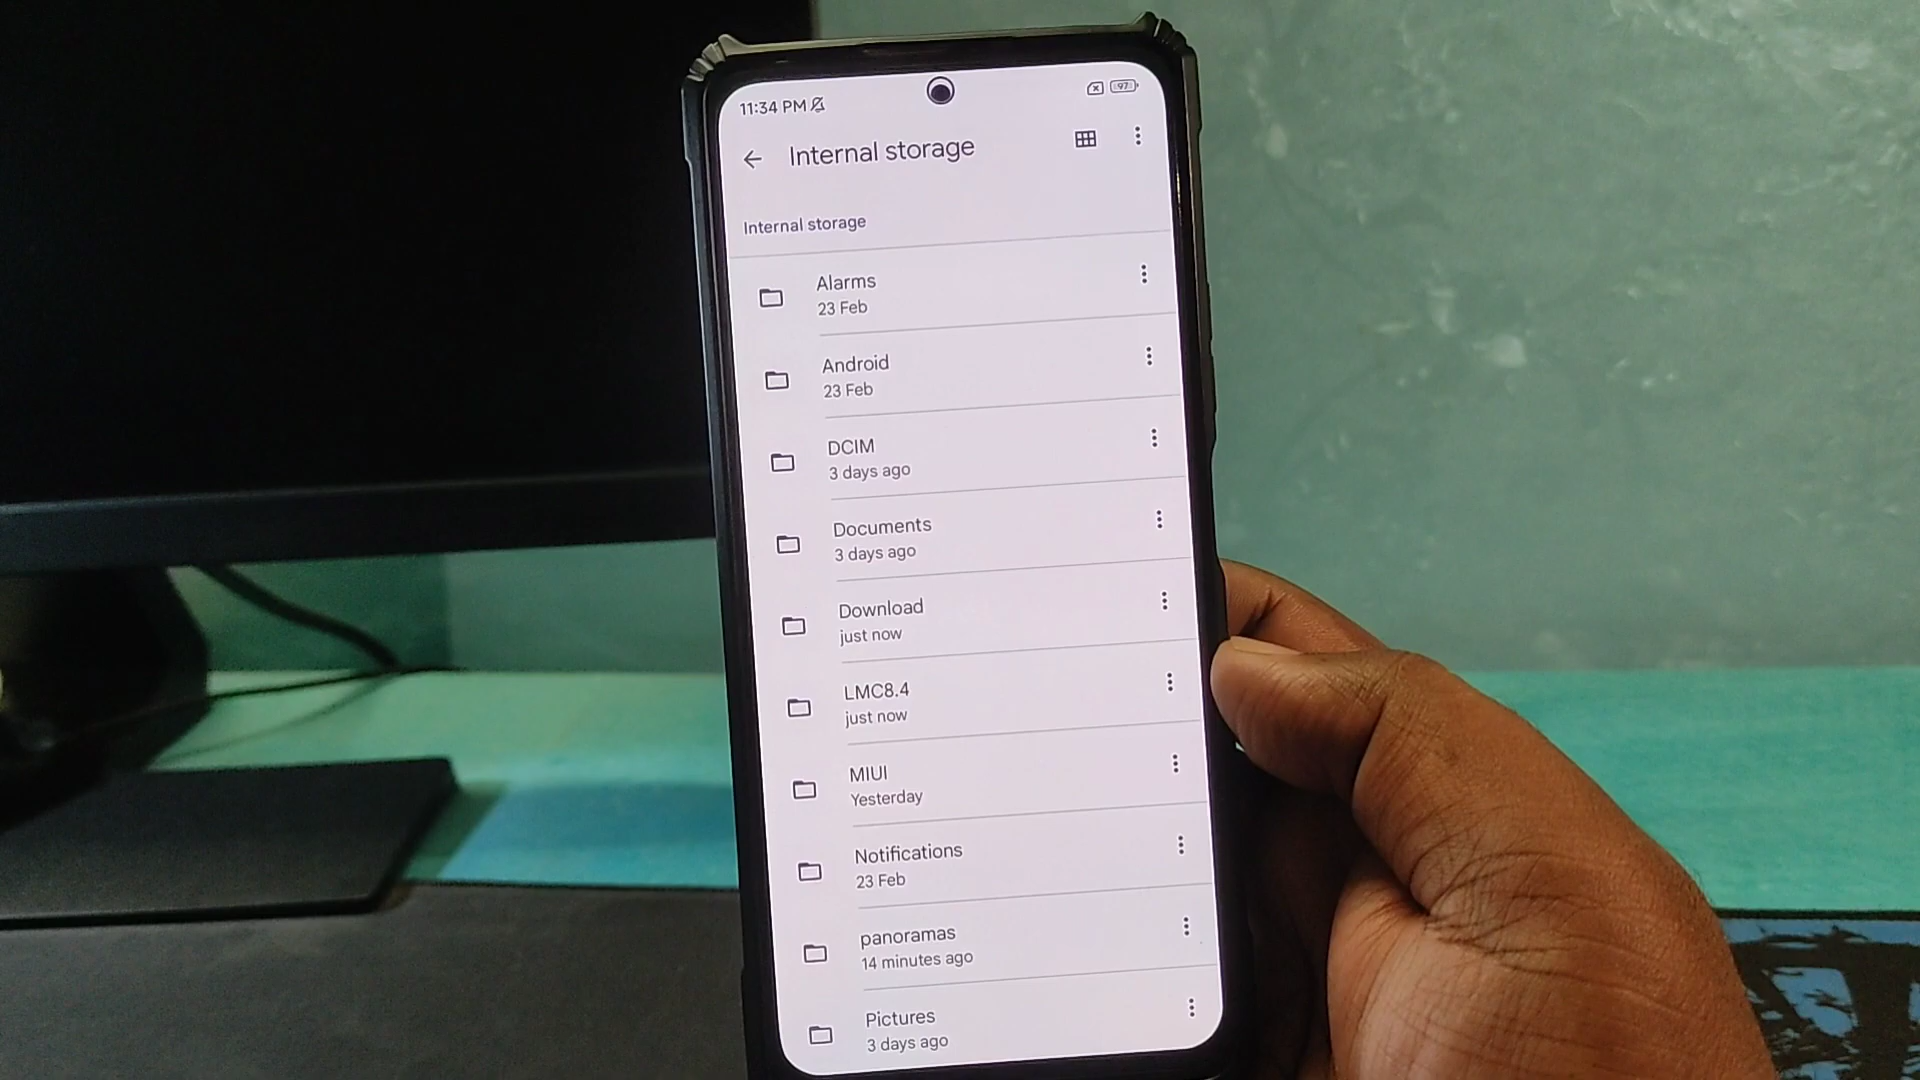 11:34 PM
97
Internal storage
Internal storage
Alarms
23 Feb
Android
23 Feb
DCIM
3 days ago
Documents
3 days ago
Download
just now
LMC8.4
just now
MIUI
Yesterday
Notifications
23 Feb
panoramas
14 minutes ago
Pictures
3 days ago